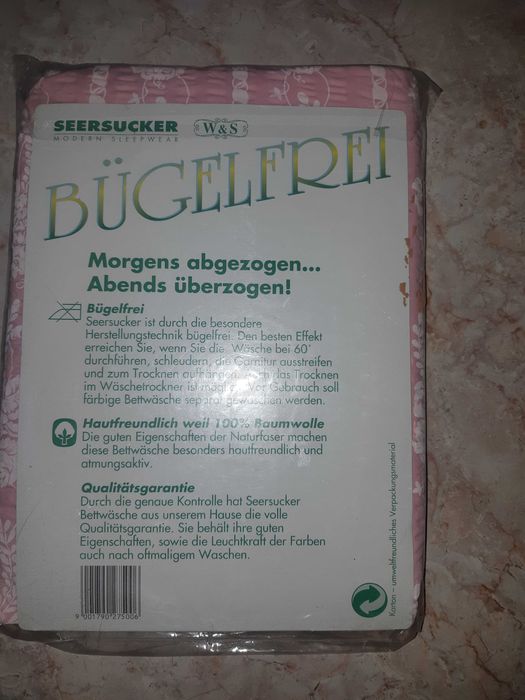 SEERSUCKER
MODERN SLEEPWEAR
W&S
BÜGELFREI
Morgens abgezogen...
Abends überzogen!
Bügelfrei
Seersucker ist durch die besondere
Herstellungstechnik bügelfrei. Den besten Effekt
erreichen Sie, wenn Sie die Wäsche bei 60°
durchführen, schleudern, die Garnitur ausstreifen
und zum Trocknen aufhängen. Auch das Trocknen
im Wäschetrockner ist möglich. Vor Gebrauch soll
färbige Bettwäsche separat gewaschen werden.
Hautfreundlich weil 100% Baumwolle
Die guten Eigenschaften der Naturfaser machen
diese Bettwäsche besonders hautfreundlich und
atmungsaktiv.
Qualitätsgarantie
Durch die genaue Kontrolle hat Seersucker
Bettwäsche aus unserem Hause die volle
Qualitätsgarantie. Sie behält ihre guten
Eigenschaften, sowie die Leuchtkraft der Farben
auch nach oftmaligem Waschen.
9 001790 275006
Karton – umweltfreundliches Verpackungsmaterial